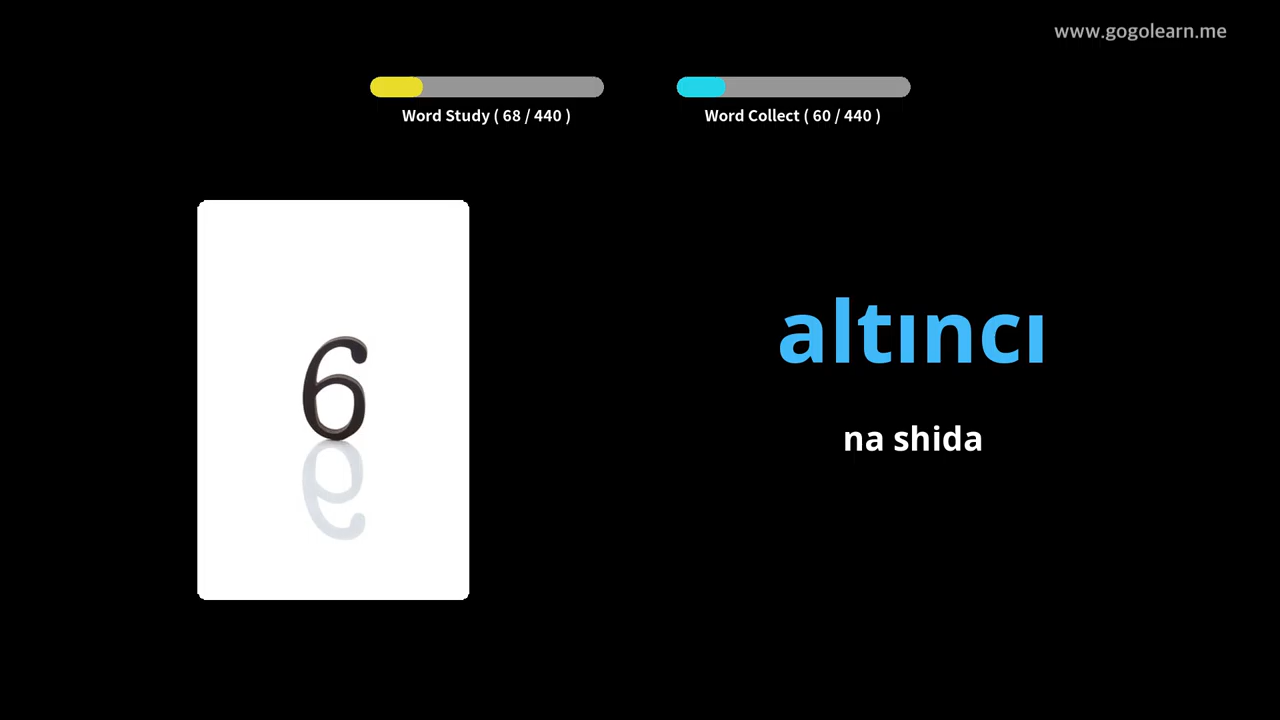 www.gogolearn.me
Word Study ( 68 / 440 )
Word Collect ( 60 / 440 )
6
altıncı
na shida